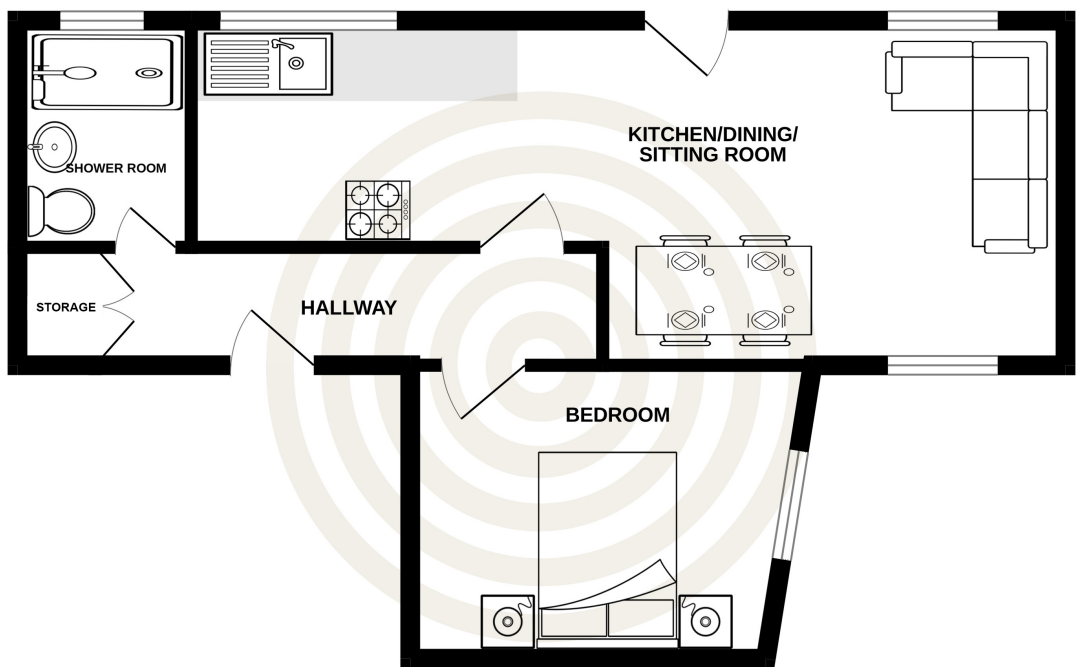 KITCHEN/DINING/
SITTING ROOM
SHOWER ROOM
STORAGE
HALLWAY
BEDROOM